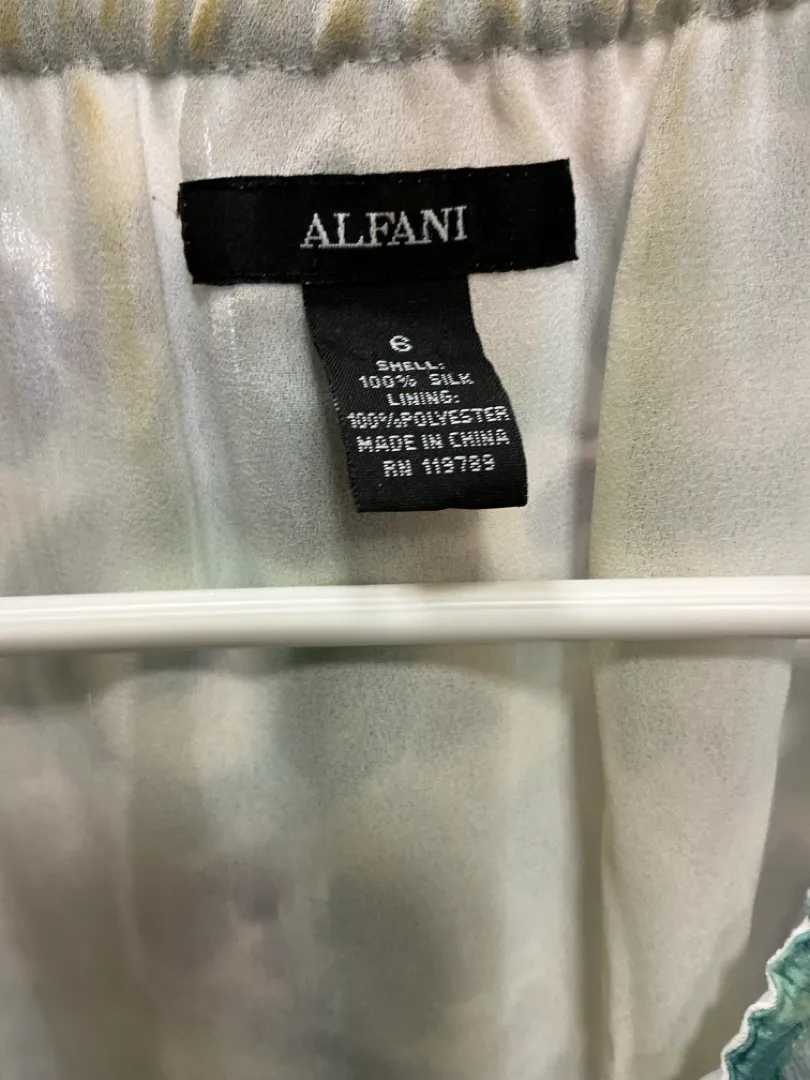 ALFANI
6
SHELL:
100% SILK
LINING:
100%POLYESTER
MADE IN CHINA
RN 119789